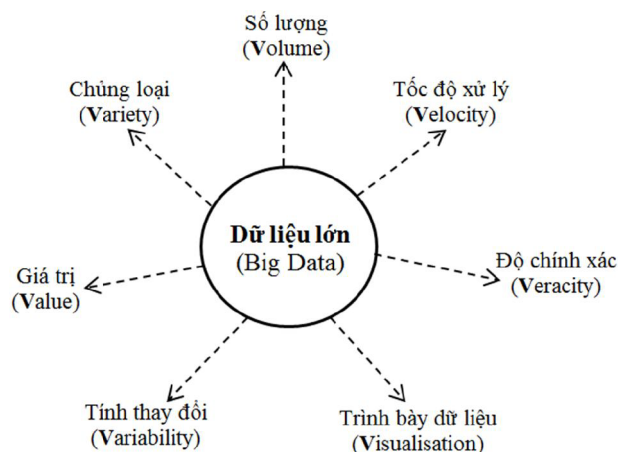 Số lượng
(Volume)
Chủng loại
(Variety)
Tốc độ xử lý
(Velocity)
Dữ liệu lớn
(Big Data)
Giá trị
(Value)
Độ chính xác
(Veracity)
Tính thay đổi
(Variability)
Trình bày dữ liệu
(Visualisation)